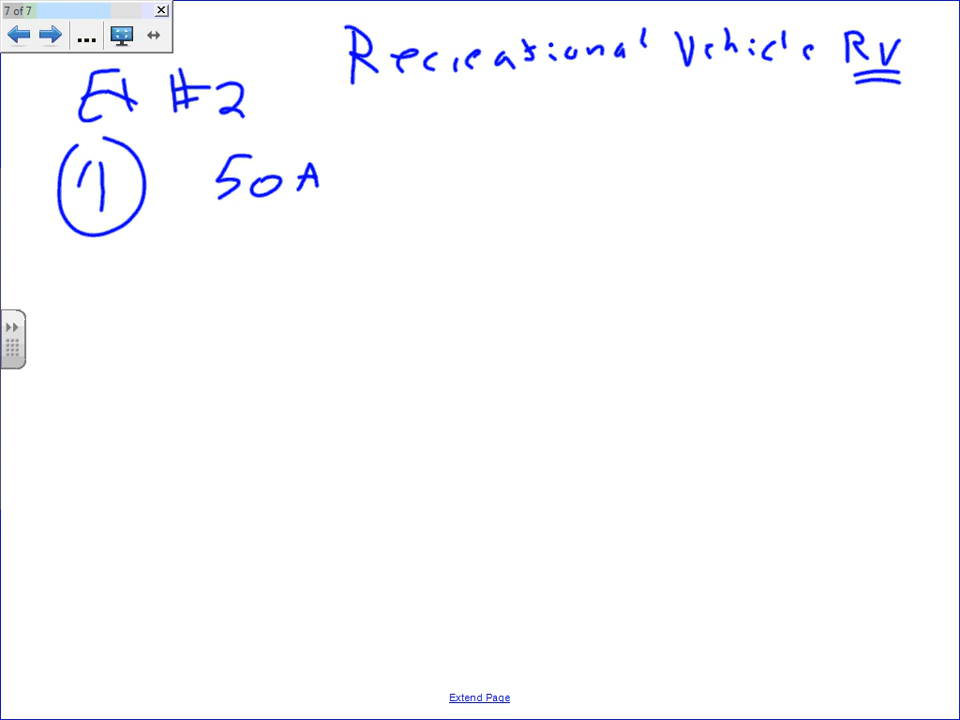 7 of 7
...
Recreational Vehicle RV
Ex #2
1 50A
Extend Page